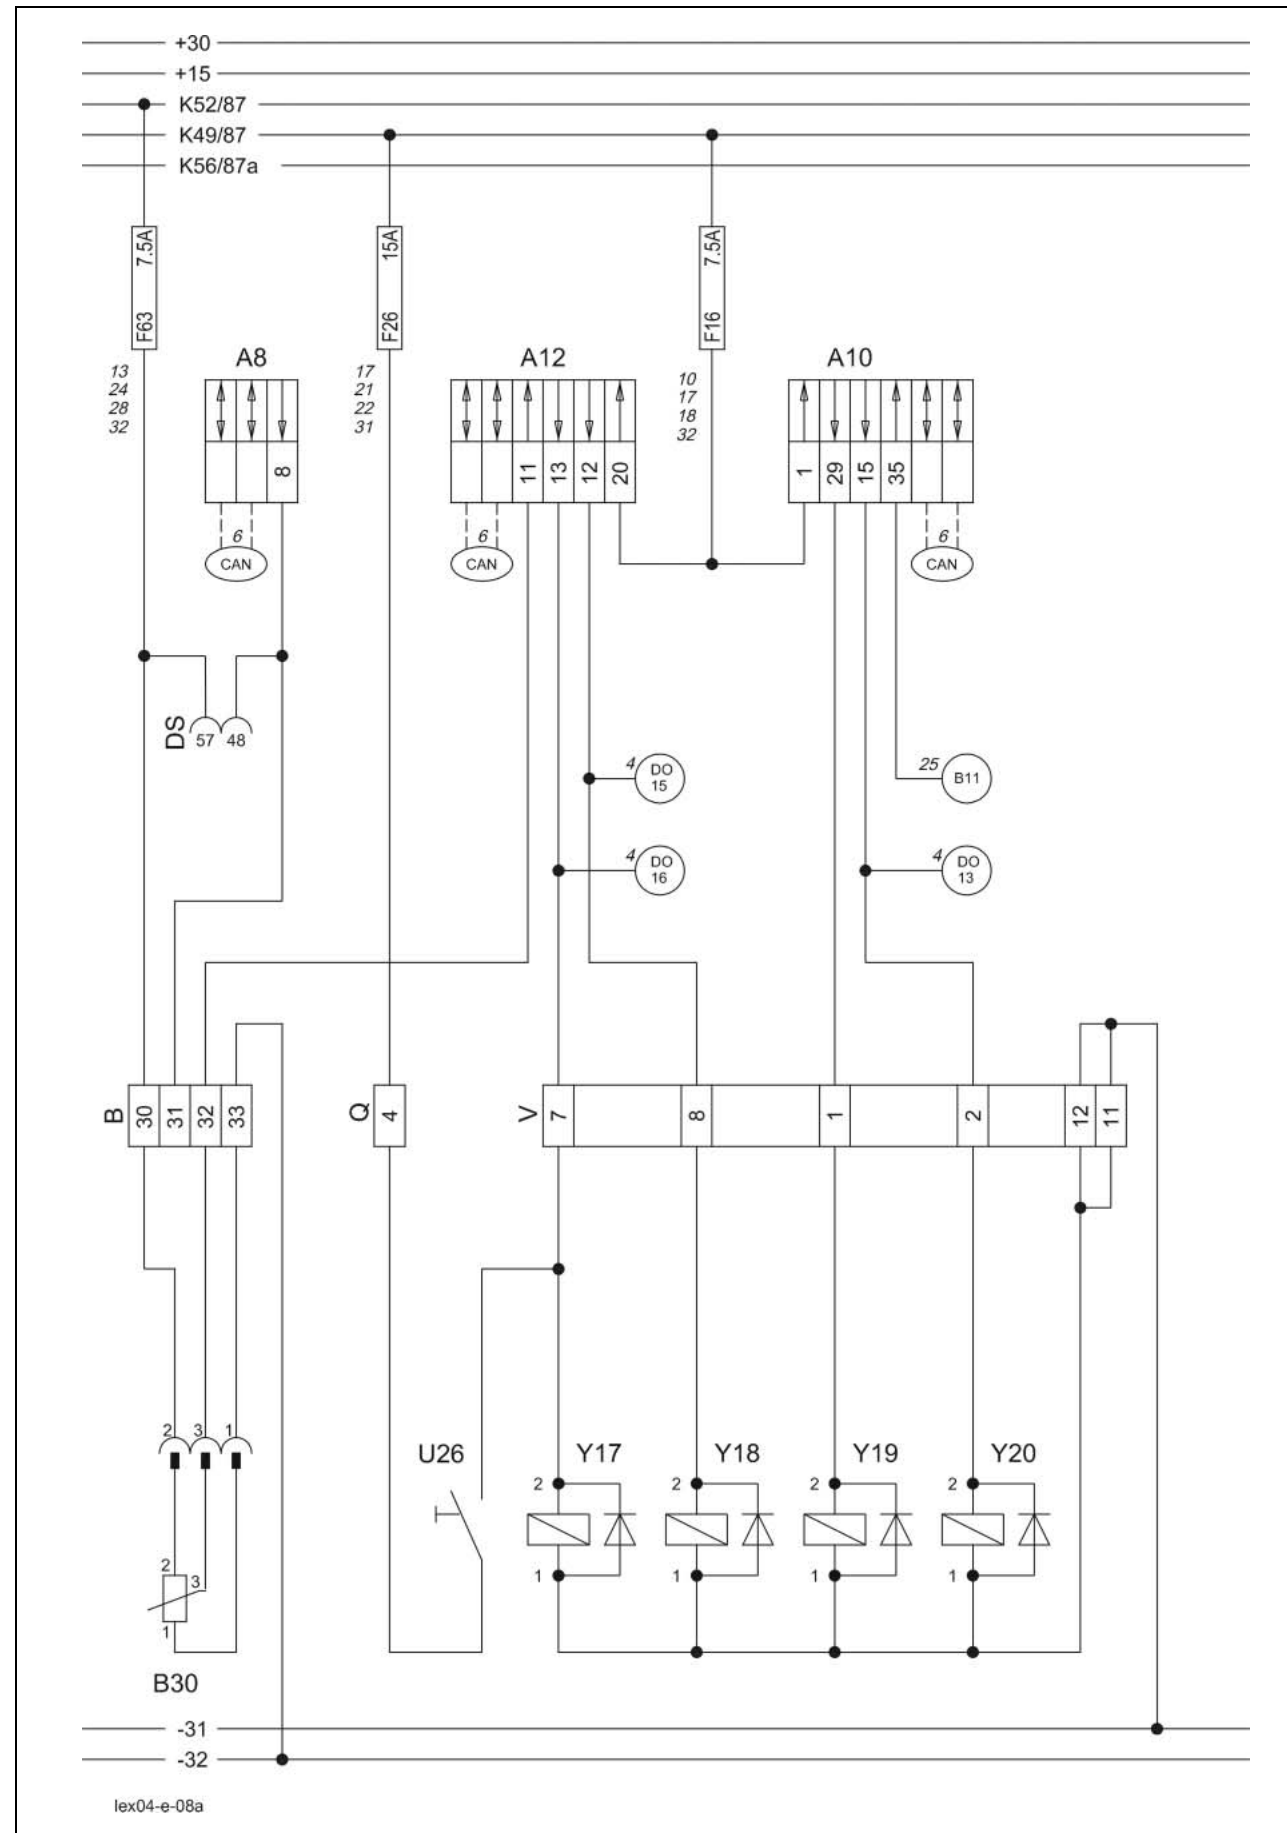 +30
+15
K52/87
K49/87
K56/87a
7.5A
F63
15A
F26
7.5A
F16
13
24
28
32
A8
17
21
22
31
A12
10
17
18
32
A10
8
11
13
12
20
1
29
15
35
6
CAN
6
CAN
6
CAN
DS
57
48
4
DO
15
25
B11
4
DO
16
4
DO
13
B
30
31
32
33
Q
4
V
7
8
1
2
12
11
2
3
1
U26
Y17
Y18
Y19
Y20
2
2
2
2
1
1
1
1
2
3
1
B30
-31
-32
lex04-e-08a